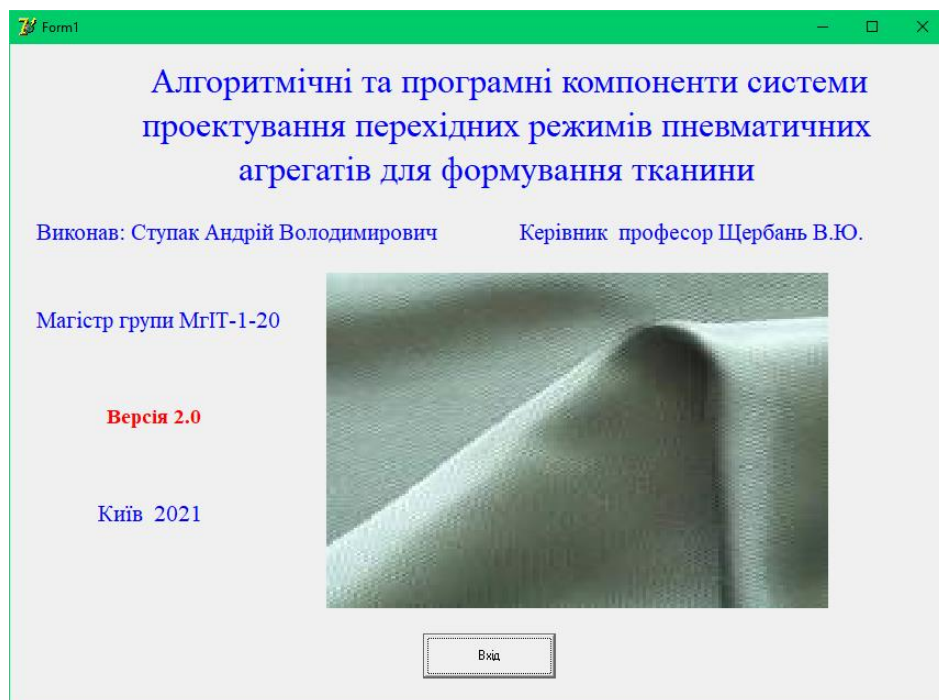 Form1
Алгоритмічні та програмні компоненти системи
проектування перехідних режимів пневматичних
агрегатів для формування тканини
Виконав: Ступак Андрій Володимирович Керівник професор Щербань В.Ю.
Магістр групи МгІТ-1-20
Версія 2.0
Київ 2021
Вхід